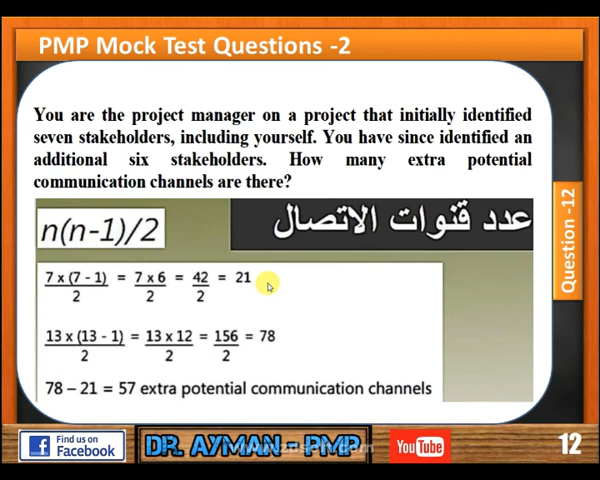 PMP Mock Test Questions -2
You are the project manager on a project that initially identified
seven stakeholders, including yourself. You have since identified an
additional six stakeholders. How many extra potential
communication channels are there?
Question -12
n(n-1)/2
عدد قنوات الاتصال
7 x (7 - 1) = 7 x 6 = 42 = 21
2 2 2
13 x (13 - 1) = 13 x 12 = 156 = 78
2 2 2
78 – 21 = 57 extra potential communication channels
Find us on
Facebook
DR. AYMAN - PMP
YouTube
12